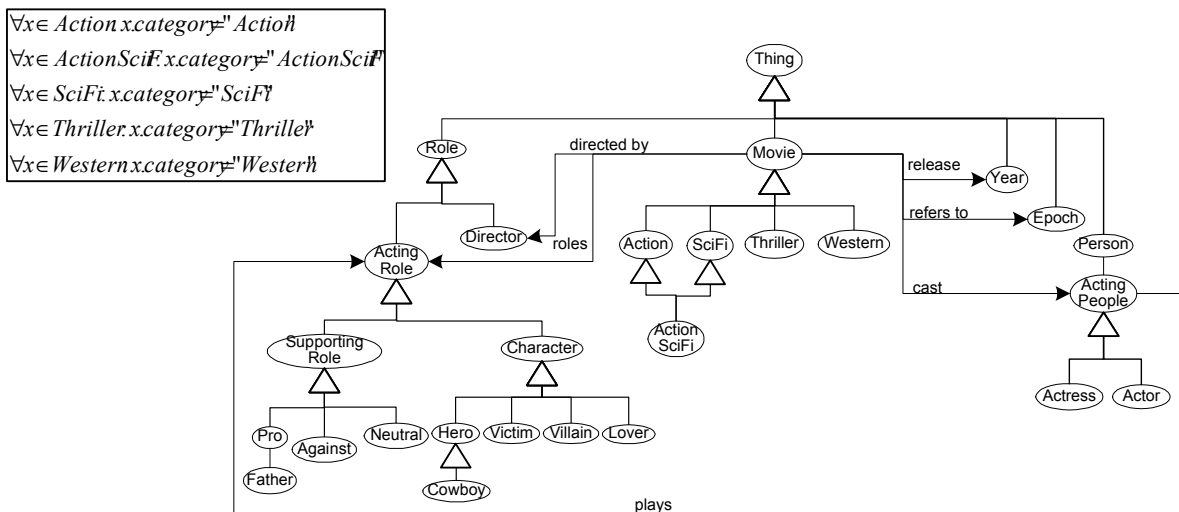 ∀x∈Action.x.category="Action"
∀x∈ActionSciF.x.category="ActionSciF"
∀x∈SciFi.x.category="SciFi"
∀x∈Thriller.x.category="Thriller"
∀x∈Western.x.category="Western"
Thing
Role
directed by
Movie
release
Year
refers to
Epoch
Director
roles
Action
SciFi
Thriller
Western
Person
Acting
Role
cast
Acting
People
Action
SciFi
Supporting
Role
Character
Actress
Actor
Pro
Against
Neutral
Hero
Victim
Villain
Lover
Father
Cowboy
plays